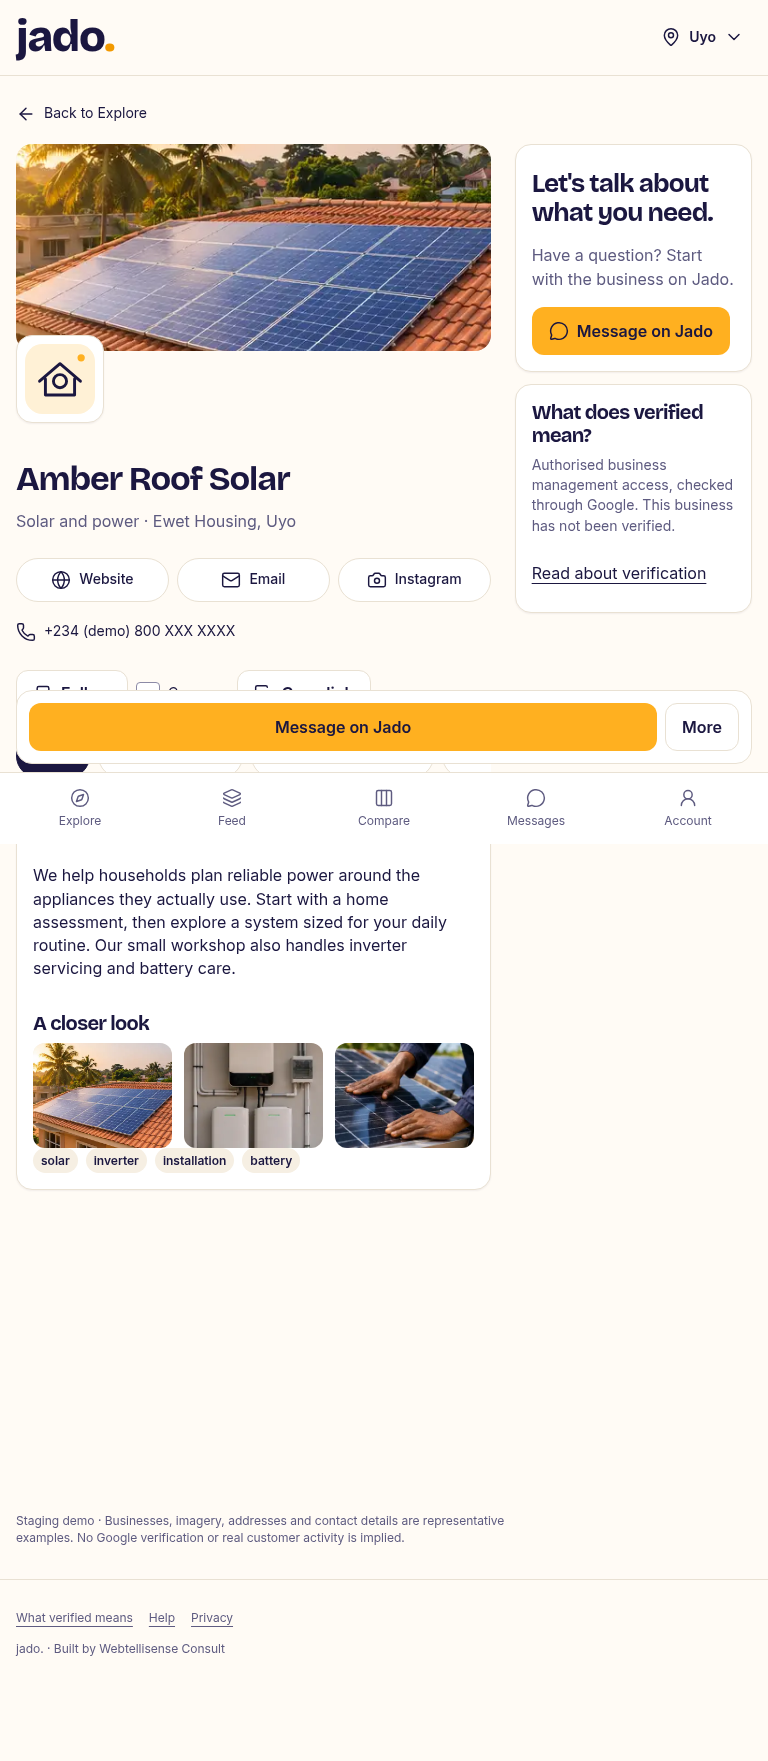 jado.
Uyo
Back to Explore
Let's talk about
what you need.
Have a question? Start
with the business on Jado.
Message on Jado
What does verified
mean?
Authorised business
management access, checked
through Google. This business
has not been verified.
Read about verification
Amber Roof Solar
Solar and power · Ewet Housing, Uyo
Website
Email
Instagram
+234 (demo) 800 XXX XXXX
Message on Jado
More
Explore
Feed
Compare
Messages
Account
We help households plan reliable power around the
appliances they actually use. Start with a home
assessment, then explore a system sized for your daily
routine. Our small workshop also handles inverter
servicing and battery care.
A closer look
solar
inverter
installation
battery
Staging demo · Businesses, imagery, addresses and contact details are representative
examples. No Google verification or real customer activity is implied.
What verified means
Help
Privacy
jado. · Built by Webtellisense Consult